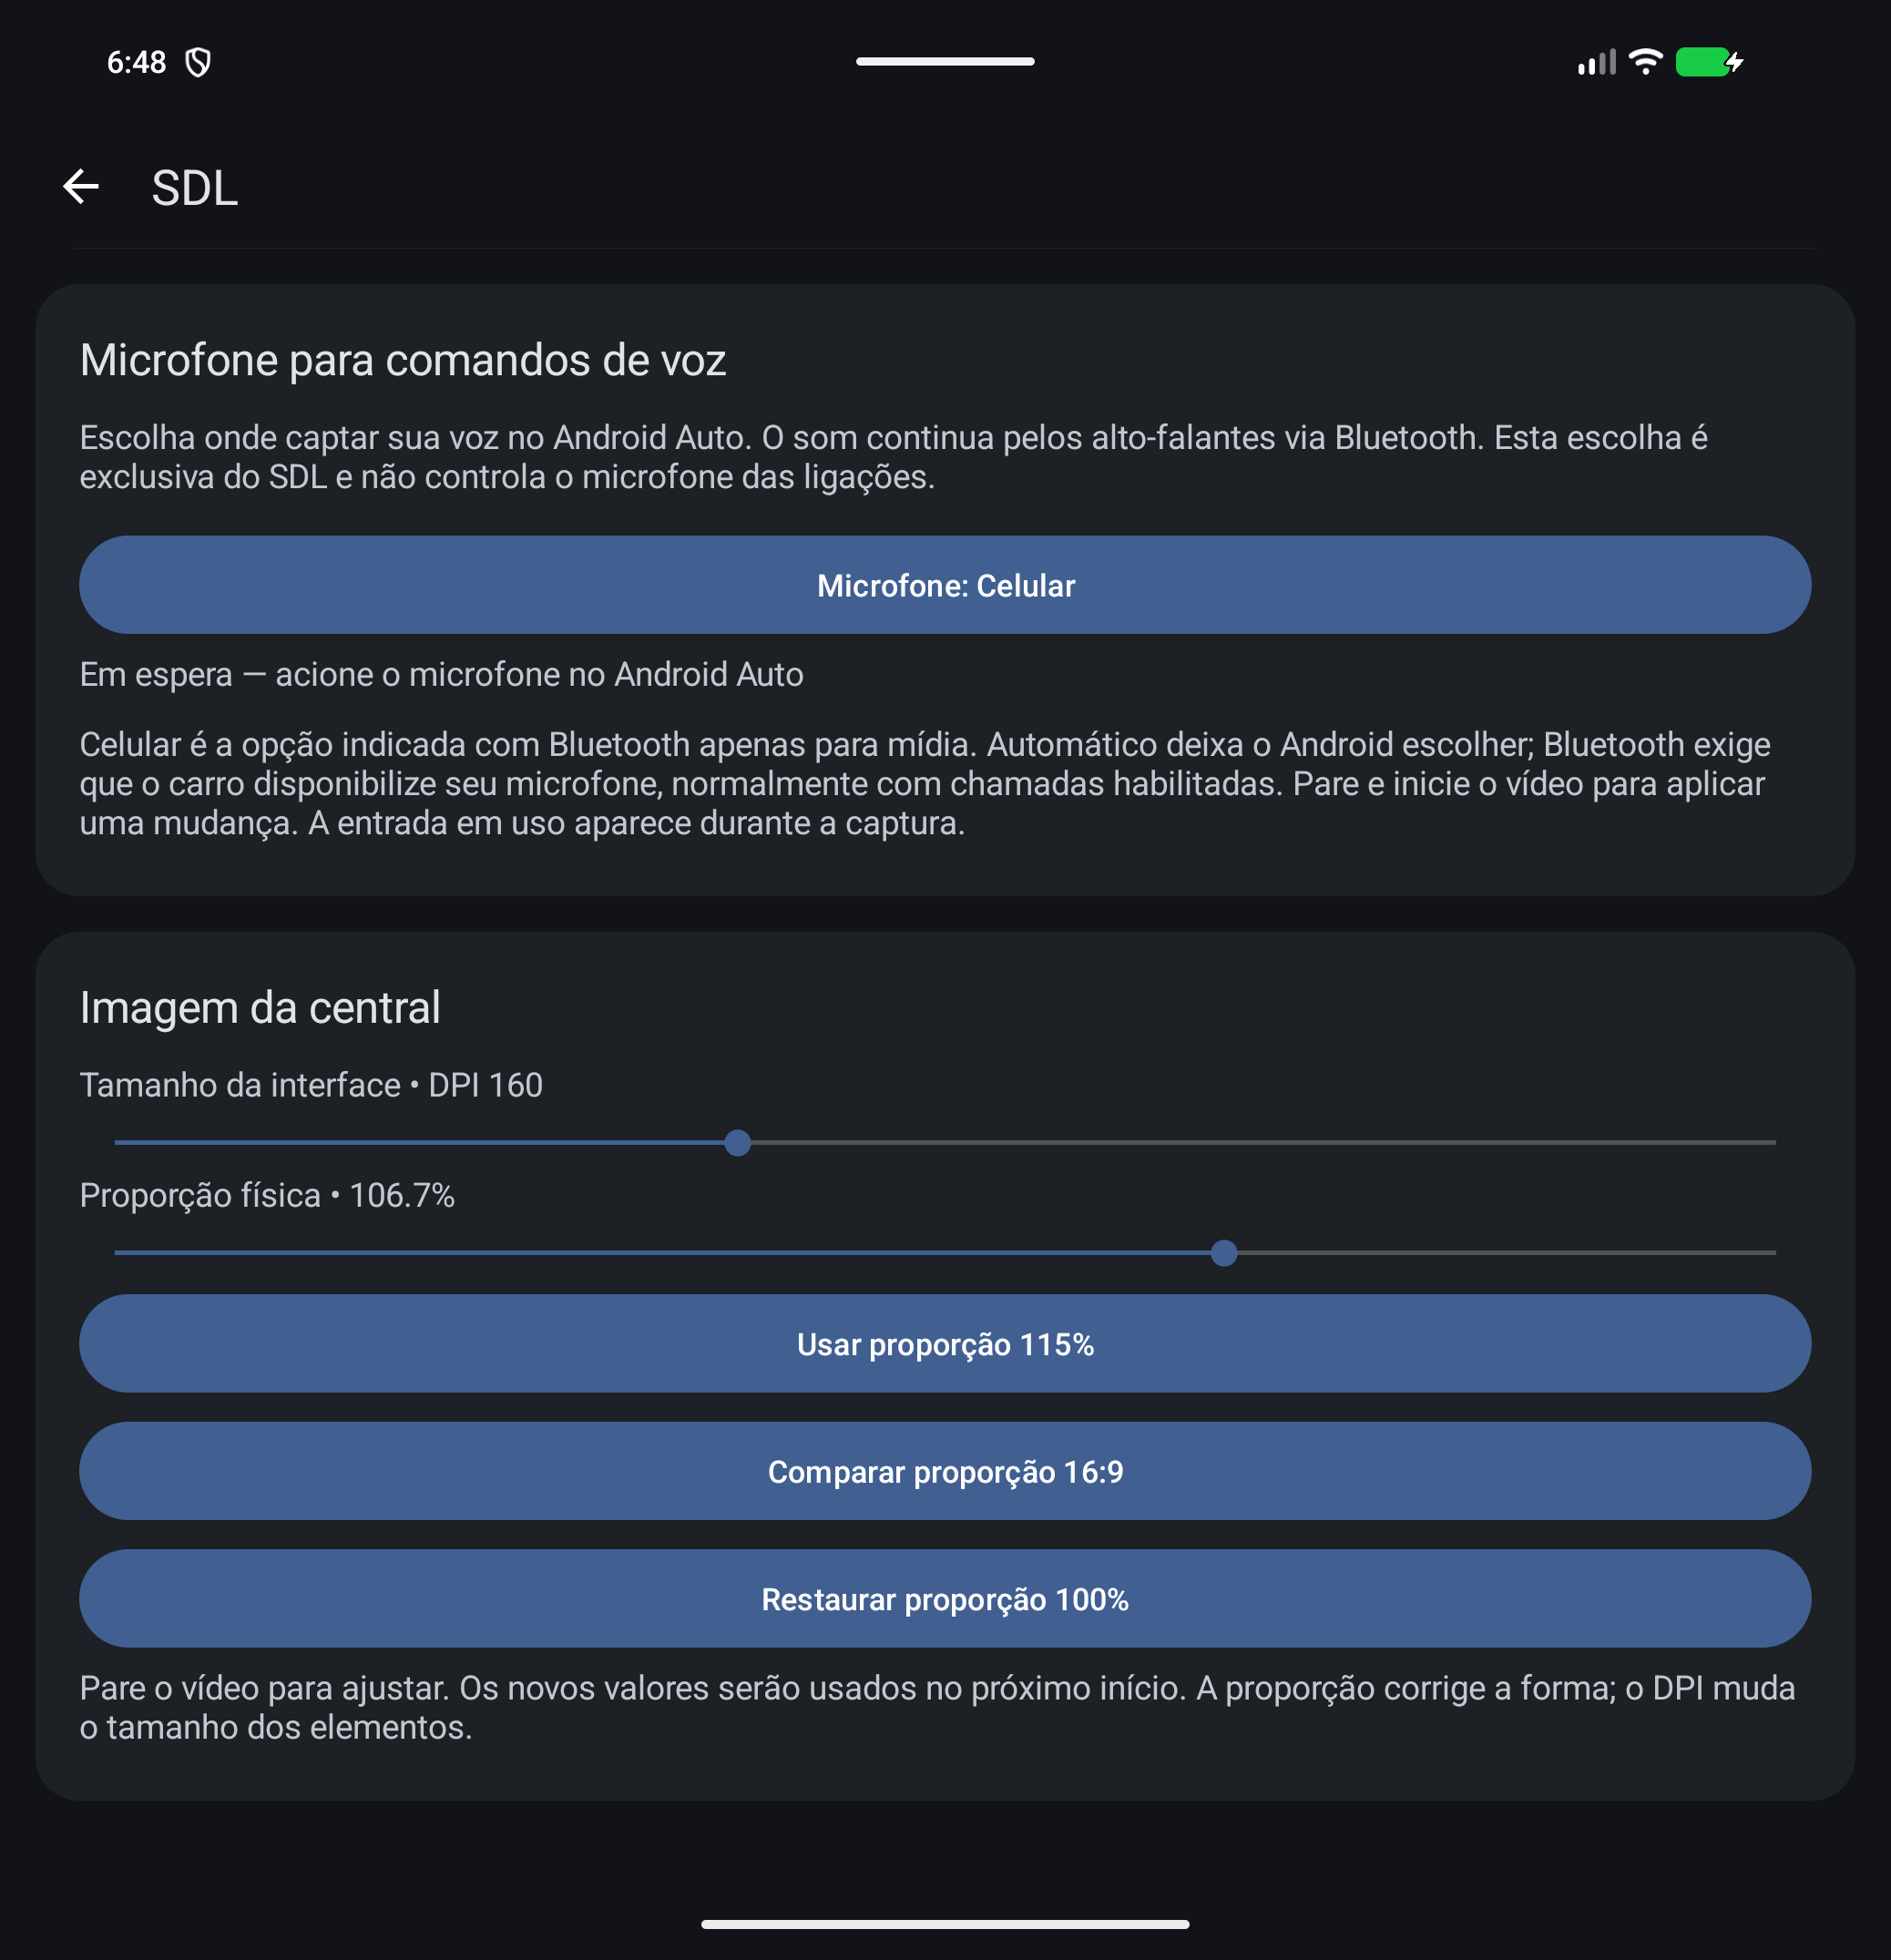 6:48
SDL
Microfone para comandos de voz
Escolha onde captar sua voz no Android Auto. O som continua pelos alto-falantes via Bluetooth. Esta escolha é
exclusiva do SDL e não controla o microfone das ligações.
Microfone: Celular
Em espera — acione o microfone no Android Auto
Celular é a opção indicada com Bluetooth apenas para mídia. Automático deixa o Android escolher; Bluetooth exige
que o carro disponibilize seu microfone, normalmente com chamadas habilitadas. Pare e inicie o vídeo para aplicar
uma mudança. A entrada em uso aparece durante a captura.
Imagem da central
Tamanho da interface • DPI 160
Proporção física • 106.7%
Usar proporção 115%
Comparar proporção 16:9
Restaurar proporção 100%
Pare o vídeo para ajustar. Os novos valores serão usados no próximo início. A proporção corrige a forma; o DPI muda
o tamanho dos elementos.